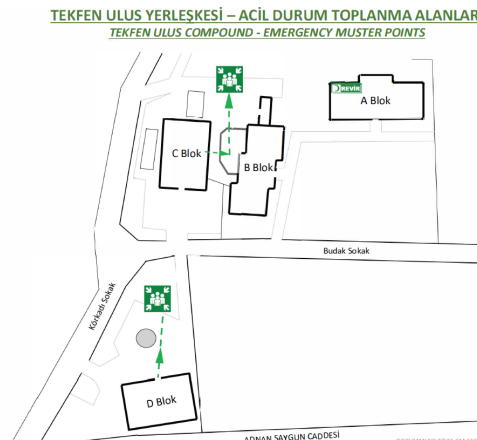 TEKFEN ULUS YERLEŞKESİ – ACİL DURUM TOPLANMA ALANLAR
TEKFEN ULUS COMPOUND - EMERGENCY MUSTER POINTS
REVİR
A Blok
C Blok
B Blok
Budak Sokak
Körkadı Sokak
D Blok
ADNAN SAYGUN CADDESİ